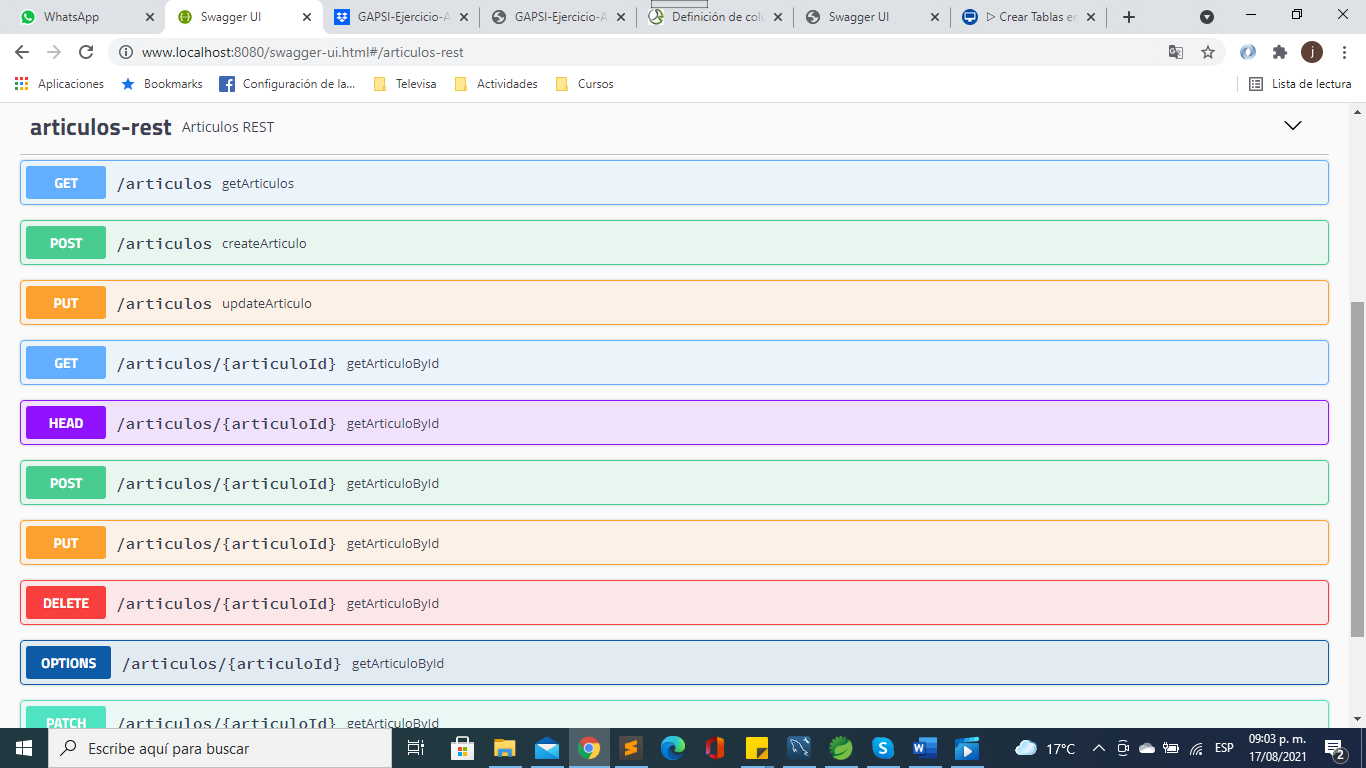 WhatsApp
Swagger UI
GAPSI-Ejercicio-A
GAPSI-Ejercicio-A
Definición de colu
Swagger UI
▷ Crear Tablas en
www.localhost:8080/swagger-ui.html#/articulos-rest
j
Aplicaciones
Bookmarks
Configuración de la...
Televisa
Actividades
Cursos
Lista de lectura
articulos-rest Articulos REST
GET /articulos getArticulos
POST /articulos createArticulo
PUT /articulos updateArticulo
GET /articulos/{articuloId} getArticuloById
HEAD /articulos/{articuloId} getArticuloById
POST /articulos/{articuloId} getArticuloById
PUT /articulos/{articuloId} getArticuloById
DELETE /articulos/{articuloId} getArticuloById
OPTIONS /articulos/{articuloId} getArticuloById
PATCH /articulos/{articuloId} getArticuloById
Escribe aquí para buscar
17°C
ESP
09:03 p. m.
17/08/2021
2